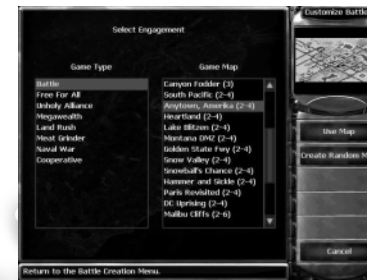 Customize Battle
Select Engagement
Game Type
Game Map
Battle
Free For All
Unholy Alliance
Megawealth
Land Rush
Meat Grinder
Naval War
Cooperative
Canyon Fodder (3)
South Pacific (2-4)
Anytown, Amerika (2-4)
Heartland (2-4)
Lake Blitzen (2-4)
Montana DMZ (2-4)
Golden State Fwy (2-4)
Snow Valley (2-4)
Snowball's Chance (2-4)
Hammer and Sickle (2-4)
Paris Revisited (2-4)
DC Uprising (2-4)
Malibu Cliffs (2-6)
Use Map
Create Random M
Cancel
Return to the Battle Creation Menu.